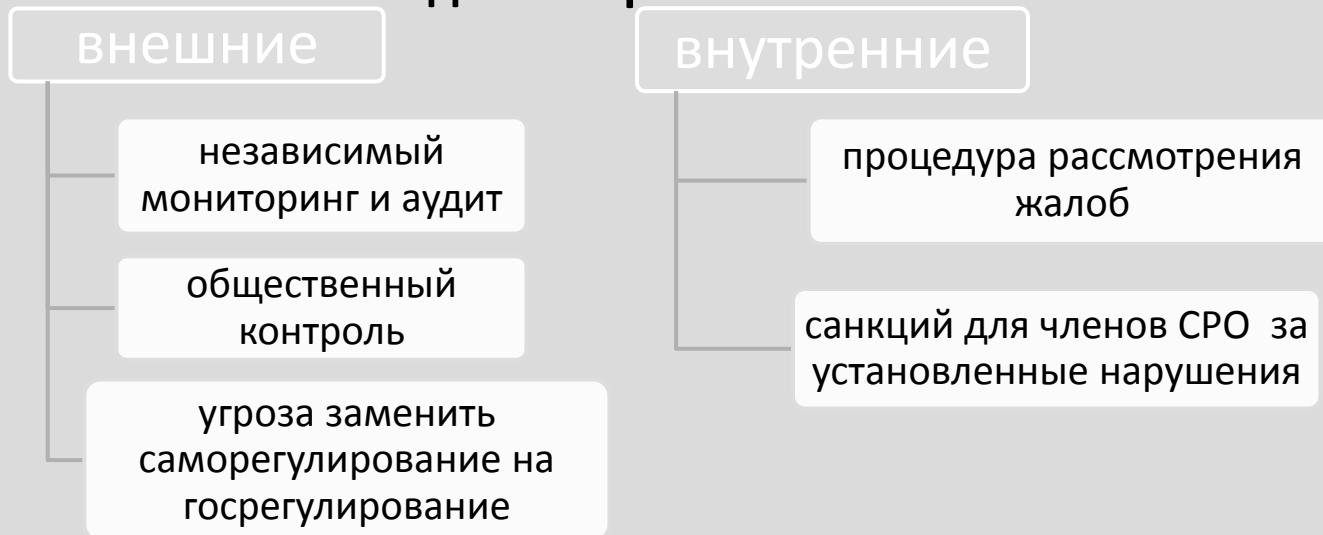 внешние
независимый
мониторинг и аудит
общественный
контроль
угроза заменить
саморегулирование на
госрегулирование
внутренние
процедура рассмотрения
жалоб
санкций для членов СРО за
установленные нарушения